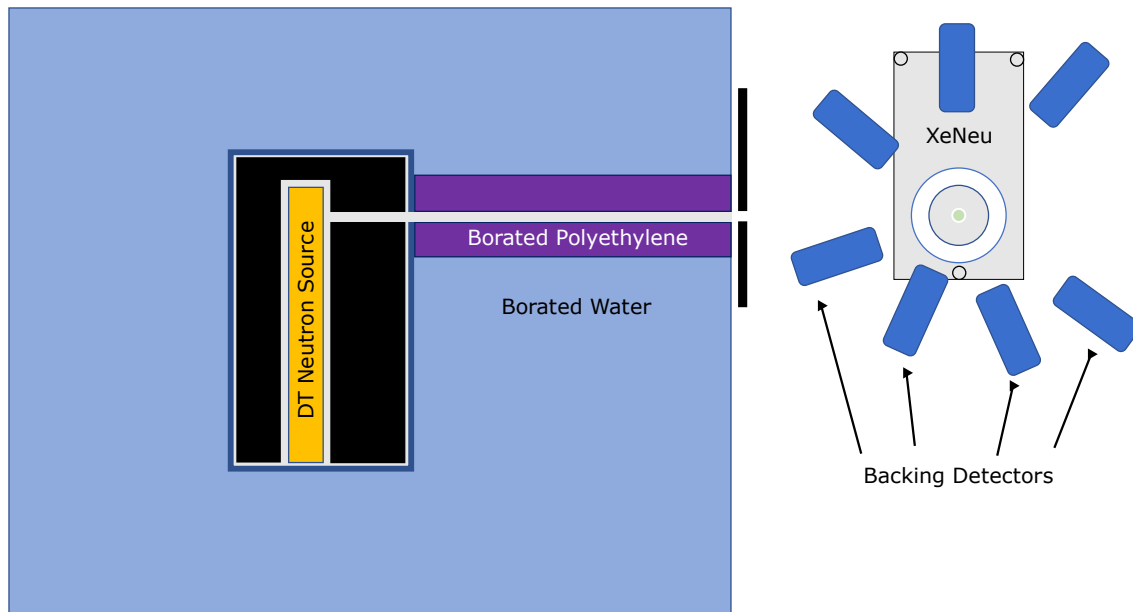 XeNeu
DT Neutron Source
Borated Polyethylene
Borated Water
Backing Detectors